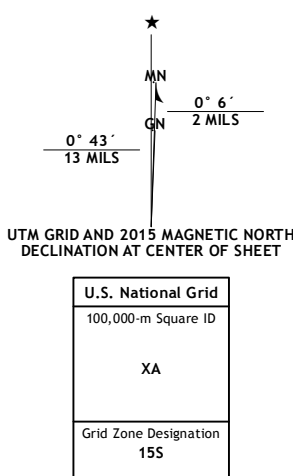 ★
MN
0° 6´
2 MILS
GN
0° 43´
13 MILS
UTM GRID AND 2015 MAGNETIC NORTH
DECLINATION AT CENTER OF SHEET
U.S. National Grid
100,000-m Square ID
XA
Grid Zone Designation
15S